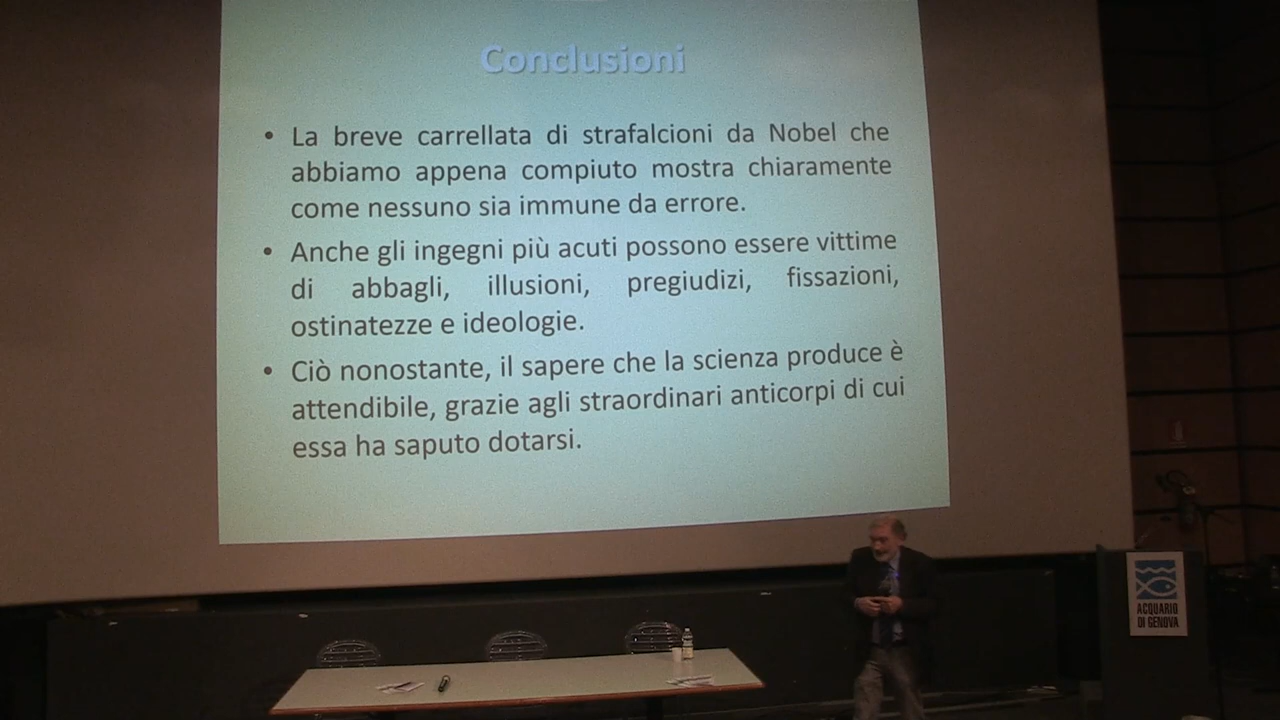 Conclusioni
• La breve carrellata di strafalcioni da Nobel che
abbiamo appena compiuto mostra chiaramente
come nessuno sia immune da errore.
• Anche gli ingegni più acuti possono essere vittime
di abbagli, illusioni, pregiudizi, fissazioni,
ostinatezze e ideologie.
• Ciò nonostante, il sapere che la scienza produce è
attendibile, grazie agli straordinari anticorpi di cui
essa ha saputo dotarsi.
ACQUARIO
DI GENOVA